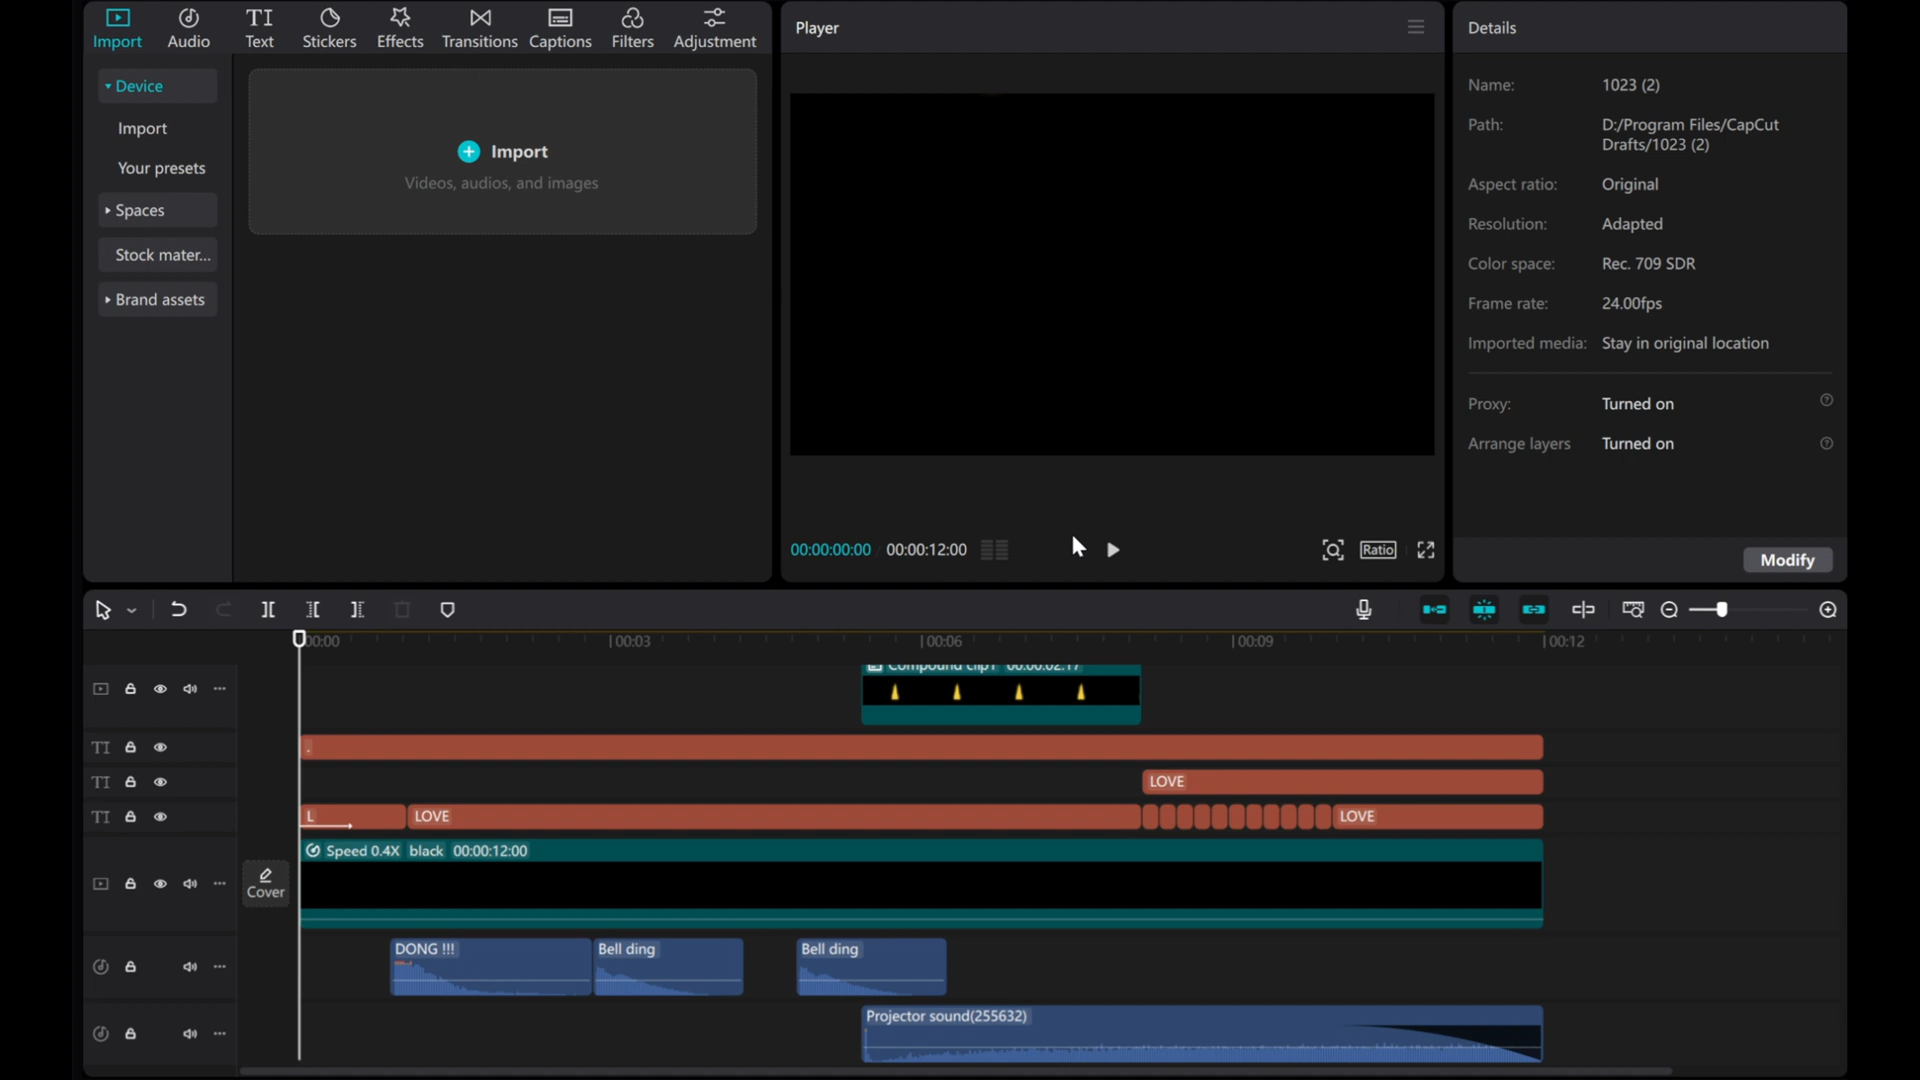 Import
Audio
TI
Text
Stickers
Effects
Transitions
Captions
Filters
Adjustment
Player
Details
Device
Import
Your presets
Spaces
Stock mater...
Brand assets
Import
Videos, audios, and images
Name: 1023 (2)
Path: D:/Program Files/CapCut
Drafts/1023 (2)
Aspect ratio: Original
Resolution: Adapted
Color space: Rec. 709 SDR
Frame rate: 24.00fps
Imported media: Stay in original location
Proxy: Turned on
Arrange layers Turned on
Modify
00:00:00:00 / 00:00:12:00
Ratio
00:00 |00:03 |00:06 |00:09 |00:12
Compound clip1 00:00:02:17
TI .
TI LOVE
TI L LOVE LOVE
Speed 0.4X black 00:00:12:00
Cover
DONG !!! Bell ding Bell ding
Projector sound(255632)